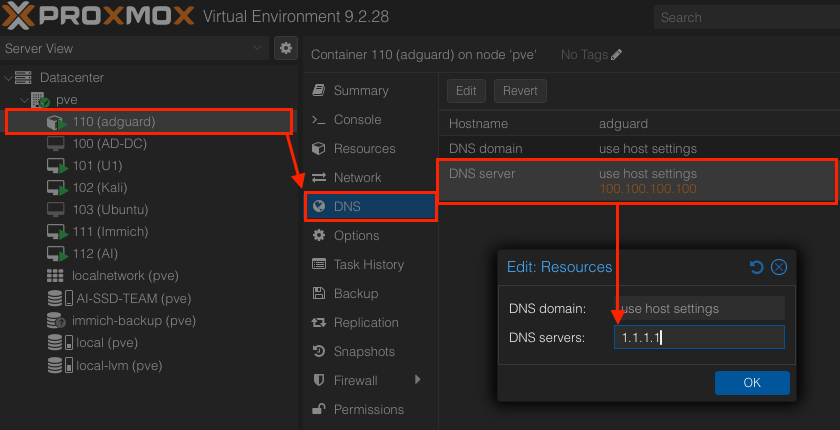 PROXMOX Virtual Environment 9.2.28
Search
Server View
Datacenter
pve
110 (adguard)
100 (AD-DC)
101 (U1)
102 (Kali)
103 (Ubuntu)
111 (Immich)
112 (AI)
localnetwork (pve)
AI-SSD-TEAM (pve)
immich-backup (pve)
local (pve)
local-lvm (pve)
Container 110 (adguard) on node 'pve'
No Tags
Summary
Console
Resources
Network
DNS
Options
Task History
Backup
Replication
Snapshots
Firewall
Permissions
Edit
Revert
Hostname adguard
DNS domain use host settings
DNS server use host settings
100.100.100.100
Edit: Resources
DNS domain: use host settings
DNS servers: 1.1.1.1
OK